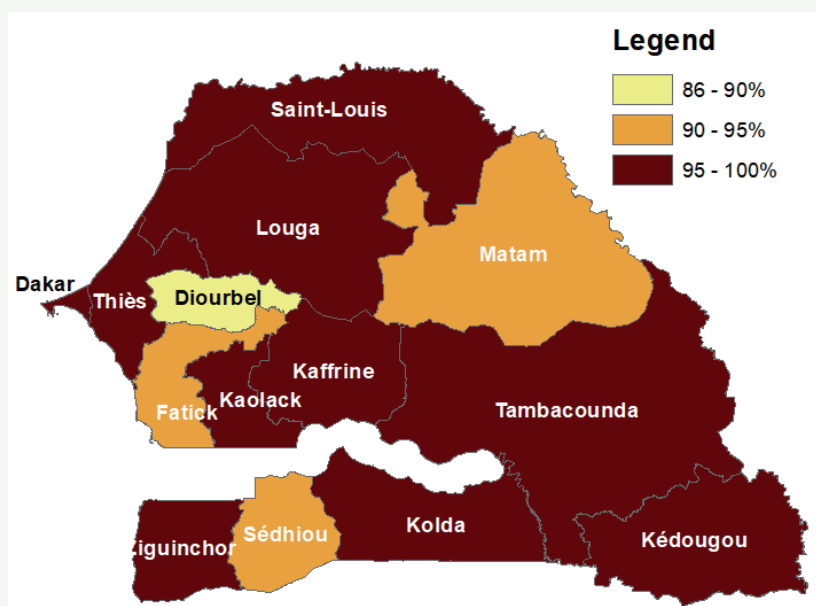 Legend
86 - 90%
90 - 95%
95 - 100%
Saint-Louis
Louga
Matam
Dakar
Thiès
Diourbel
Kaffrine
Kaolack
Fatick
Tambacounda
Kolda
Sédhiou
Ziguinchor
Kédougou